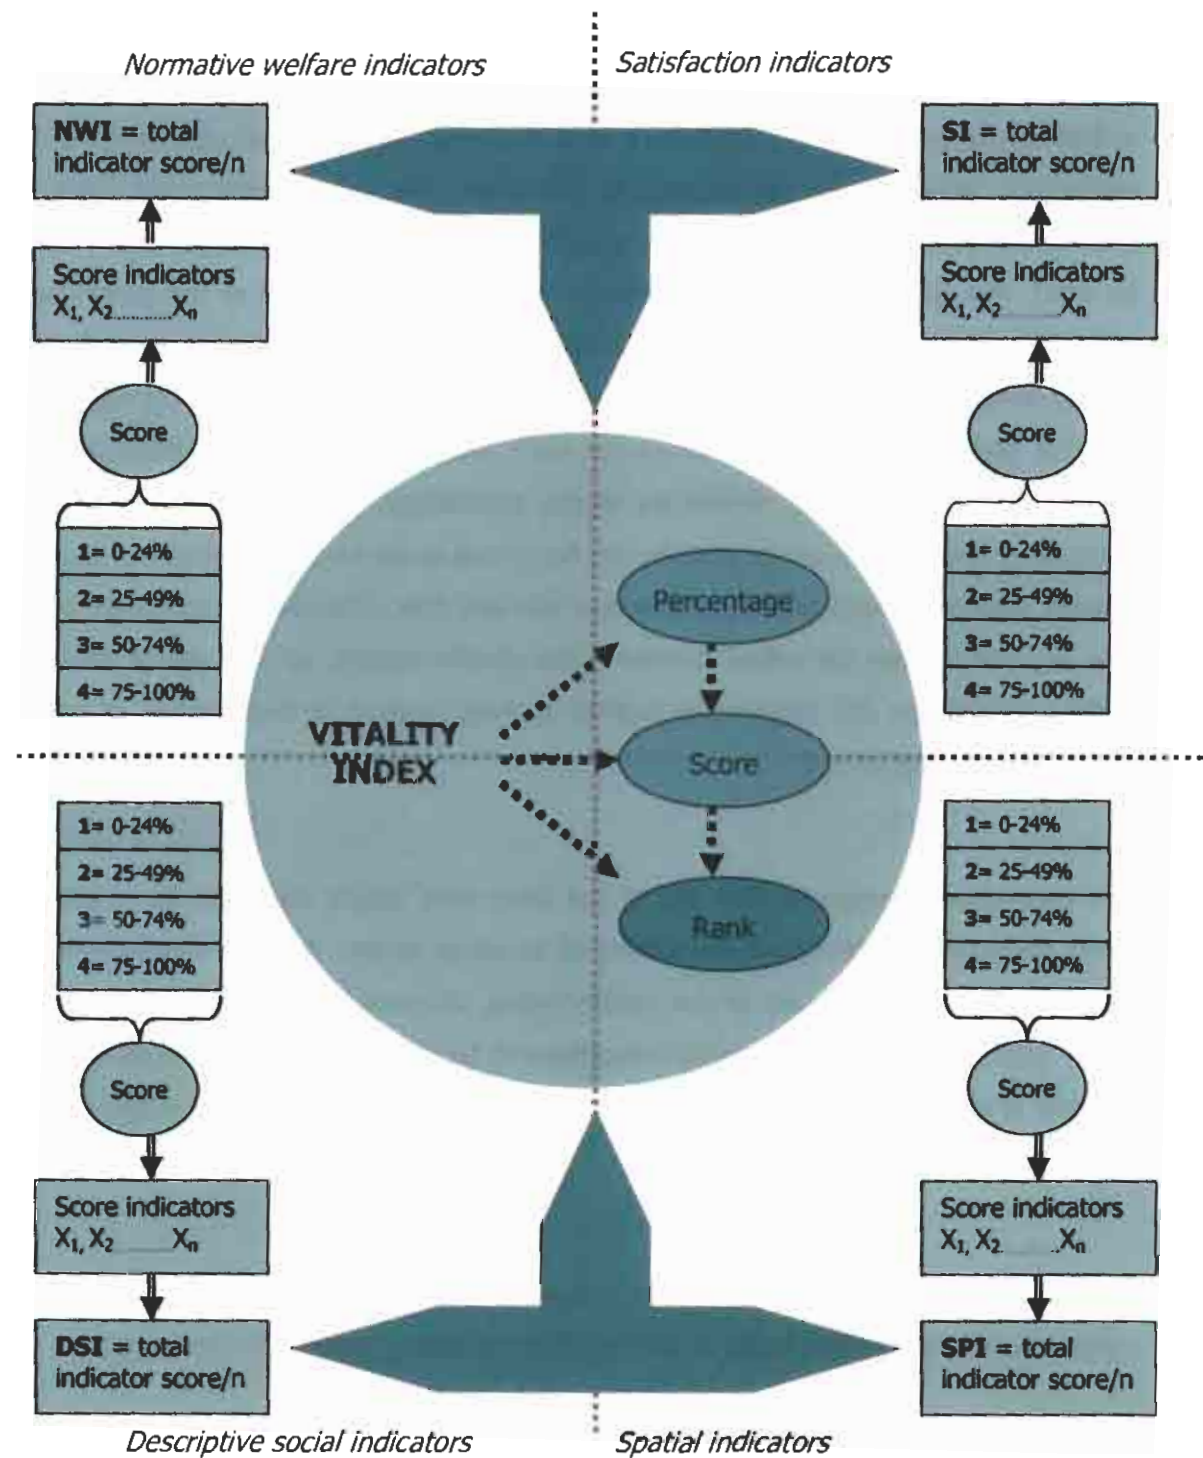 Normative welfare indicators
Satisfaction indicators
NWI = total
indicator score/n
Score indicators
X₁, X₂...........Xₙ
Score
1= 0-24%
2= 25-49%
3= 50-74%
4= 75-100%
SI = total
indicator score/n
Score indicators
X₁, X₂...........Xₙ
Score
1= 0-24%
2= 25-49%
3= 50-74%
4= 75-100%
VITALITY
INDEX
Percentage
Score
Rank
1= 0-24%
2= 25-49%
3= 50-74%
4= 75-100%
Score
Score indicators
X₁, X₂...........Xₙ
DSI = total
indicator score/n
1= 0-24%
2= 25-49%
3= 50-74%
4= 75-100%
Score
Score indicators
X₁, X₂...........Xₙ
SPI = total
indicator score/n
Descriptive social indicators
Spatial indicators